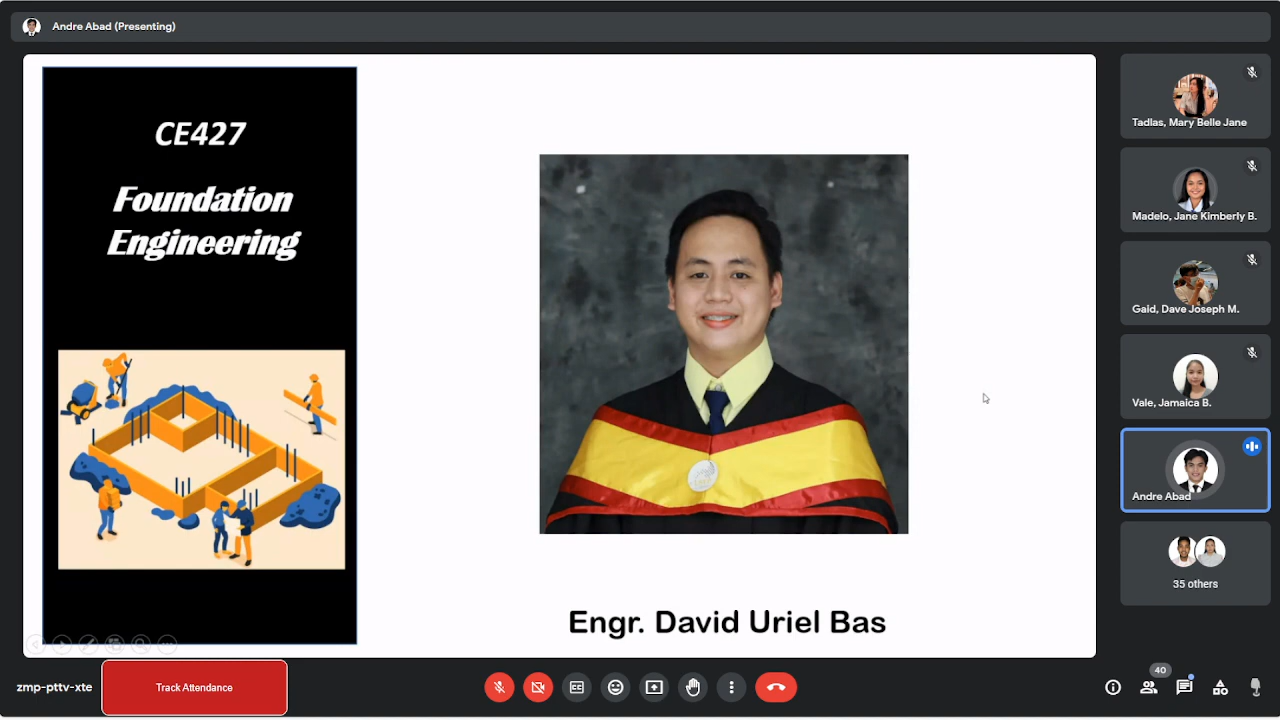 Andre Abad (Presenting)
CE427
Foundation
Engineering
Engr. David Uriel Bas
Tadlas, Mary Belle Jane
Madelo, Jane Kimberly B.
Gaid, Dave Joseph M.
Vale, Jamaica B.
Andre Abad
35 others
zmp-pttv-xte
Track Attendance
CC
40